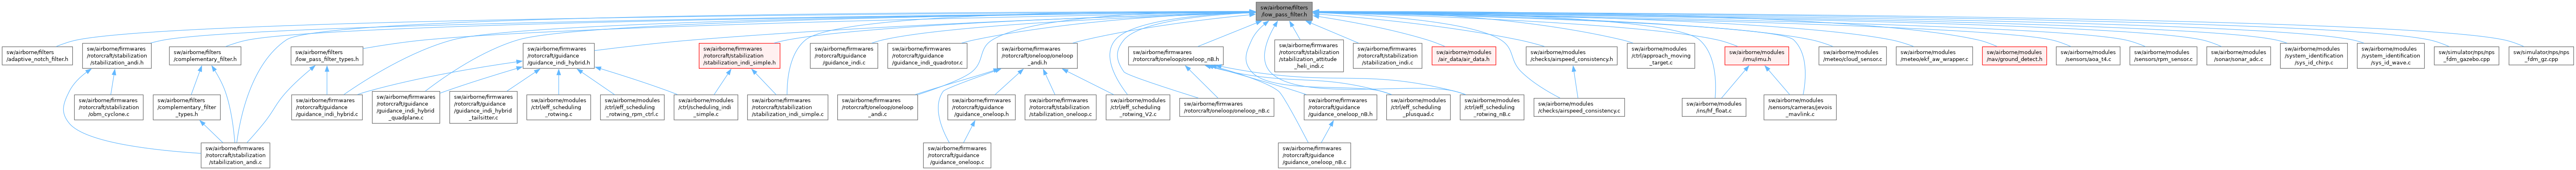 sw/airborne/filters
/low_pass_filter.h
sw/airborne/filters
/adaptive_notch_filter.h
sw/airborne/firmwares
/rotorcraft/stabilization
/stabilization_andi.h
sw/airborne/filters
/complementary_filter.h
sw/airborne/filters
/low_pass_filter_types.h
sw/airborne/firmwares
/rotorcraft/guidance
/guidance_indi_hybrid.h
sw/airborne/firmwares
/rotorcraft/stabilization
/stabilization_indi_simple.h
sw/airborne/firmwares
/rotorcraft/guidance
/guidance_indi.c
sw/airborne/firmwares
/rotorcraft/guidance
/guidance_indi_quadrotor.c
sw/airborne/firmwares
/rotorcraft/oneloop/oneloop
_andi.h
sw/airborne/firmwares
/rotorcraft/oneloop/oneloop_nB.h
sw/airborne/firmwares
/rotorcraft/stabilization
/stabilization_attitude
_heli_indi.c
sw/airborne/firmwares
/rotorcraft/stabilization
/stabilization_indi.c
sw/airborne/modules
/air_data/air_data.h
sw/airborne/modules
/checks/airspeed_consistency.h
sw/airborne/modules
/ctrl/approach_moving
_target.c
sw/airborne/modules
/imu/imu.h
sw/airborne/modules
/meteo/cloud_sensor.c
sw/airborne/modules
/meteo/ekf_aw_wrapper.c
sw/airborne/modules
/nav/ground_detect.h
sw/airborne/modules
/sensors/aoa_t4.c
sw/airborne/modules
/sensors/rpm_sensor.c
sw/airborne/modules
/sonar/sonar_adc.c
sw/airborne/modules
/system_identification
/sys_id_chirp.c
sw/airborne/modules
/system_identification
/sys_id_wave.c
sw/simulator/nps/nps
_fdm_gazebo.cpp
sw/simulator/nps/nps
_fdm_gz.cpp
sw/airborne/firmwares
/rotorcraft/stabilization
/obm_cyclone.c
sw/airborne/filters
/complementary_filter
_types.h
sw/airborne/firmwares
/rotorcraft/guidance
/guidance_indi_hybrid.c
sw/airborne/firmwares
/rotorcraft/guidance
/guidance_indi_hybrid
_quadplane.c
sw/airborne/firmwares
/rotorcraft/guidance
/guidance_indi_hybrid
_tailsitter.c
sw/airborne/modules
/ctrl/eff_scheduling
_rotwing.c
sw/airborne/modules
/ctrl/eff_scheduling
_rotwing_rpm_ctrl.c
sw/airborne/modules
/ctrl/scheduling_indi
_simple.c
sw/airborne/firmwares
/rotorcraft/stabilization
/stabilization_indi_simple.c
sw/airborne/firmwares
/rotorcraft/oneloop/oneloop
_andi.c
sw/airborne/firmwares
/rotorcraft/guidance
/guidance_oneloop.h
sw/airborne/firmwares
/rotorcraft/stabilization
/stabilization_oneloop.c
sw/airborne/modules
/ctrl/eff_scheduling
_rotwing_V2.c
sw/airborne/firmwares
/rotorcraft/oneloop/oneloop_nB.c
sw/airborne/firmwares
/rotorcraft/guidance
/guidance_oneloop_nB.h
sw/airborne/modules
/ctrl/eff_scheduling
_plusquad.c
sw/airborne/modules
/ctrl/eff_scheduling
_rotwing_nB.c
sw/airborne/modules
/checks/airspeed_consistency.c
sw/airborne/modules
/ins/hf_float.c
sw/airborne/modules
/sensors/cameras/jevois
_mavlink.c
sw/airborne/firmwares
/rotorcraft/stabilization
/stabilization_andi.c
sw/airborne/firmwares
/rotorcraft/guidance
/guidance_oneloop.c
sw/airborne/firmwares
/rotorcraft/guidance
/guidance_oneloop_nB.c